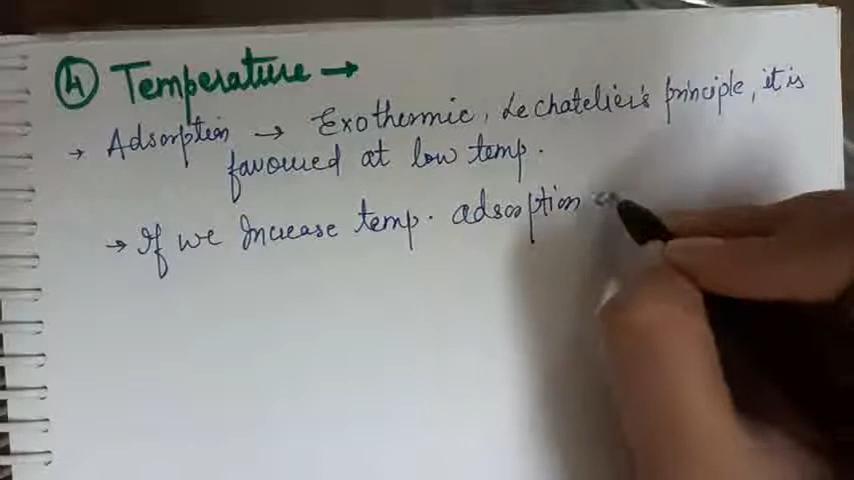 4 Temperature →
→ Adsorption → Exothermic, Le chatelier's principle, it is
favoured at low temp.
→ If we Increase temp. adsorption